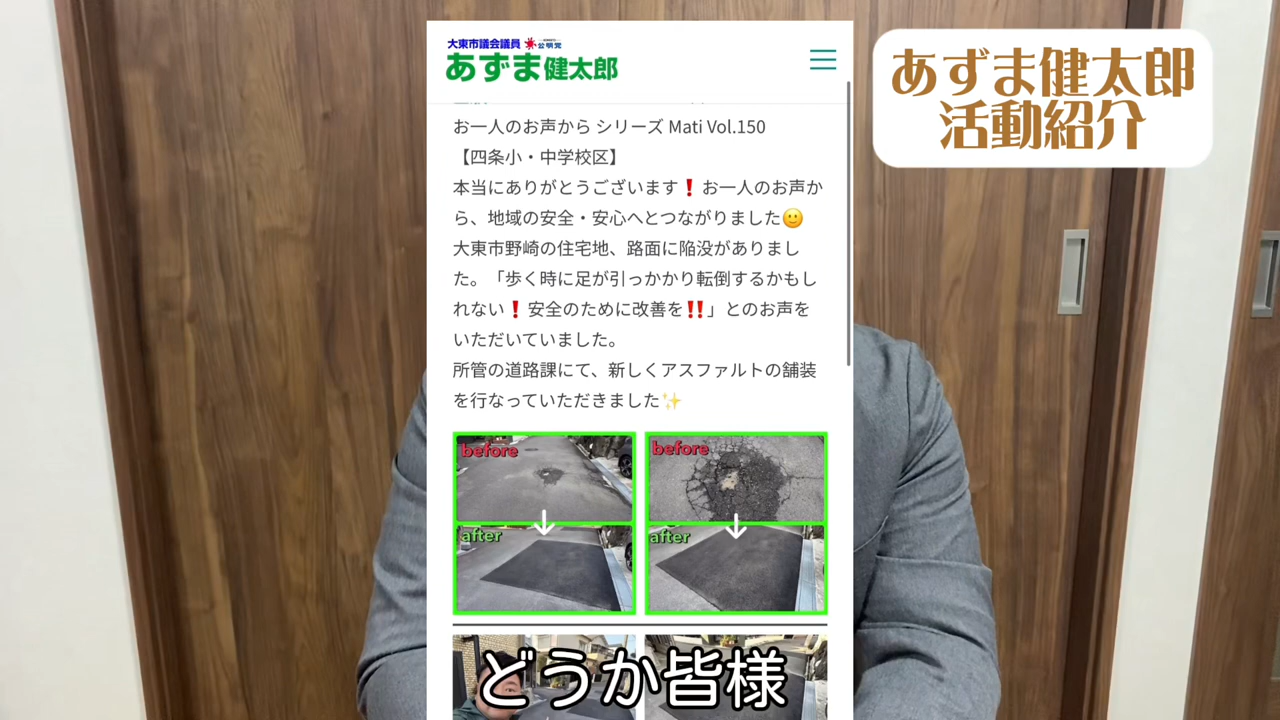 大東市議会議員 公明党
あずま健太郎
あずま健太郎
活動紹介
お一人のお声から シリーズ Mati Vol.150
【四条小・中学校区】
本当にありがとうございます❗お一人のお声か
ら、地域の安全・安心へとつながりました🙂
大東市野崎の住宅地、路面に陥没がありまし
た。「歩く時に足が引っかかり転倒するかもし
れない❗安全のために改善を‼️」とのお声を
いただいていました。
所管の道路課にて、新しくアスファルトの舗装
を行なっていただきました✨
before
before
after
after
どうか皆様